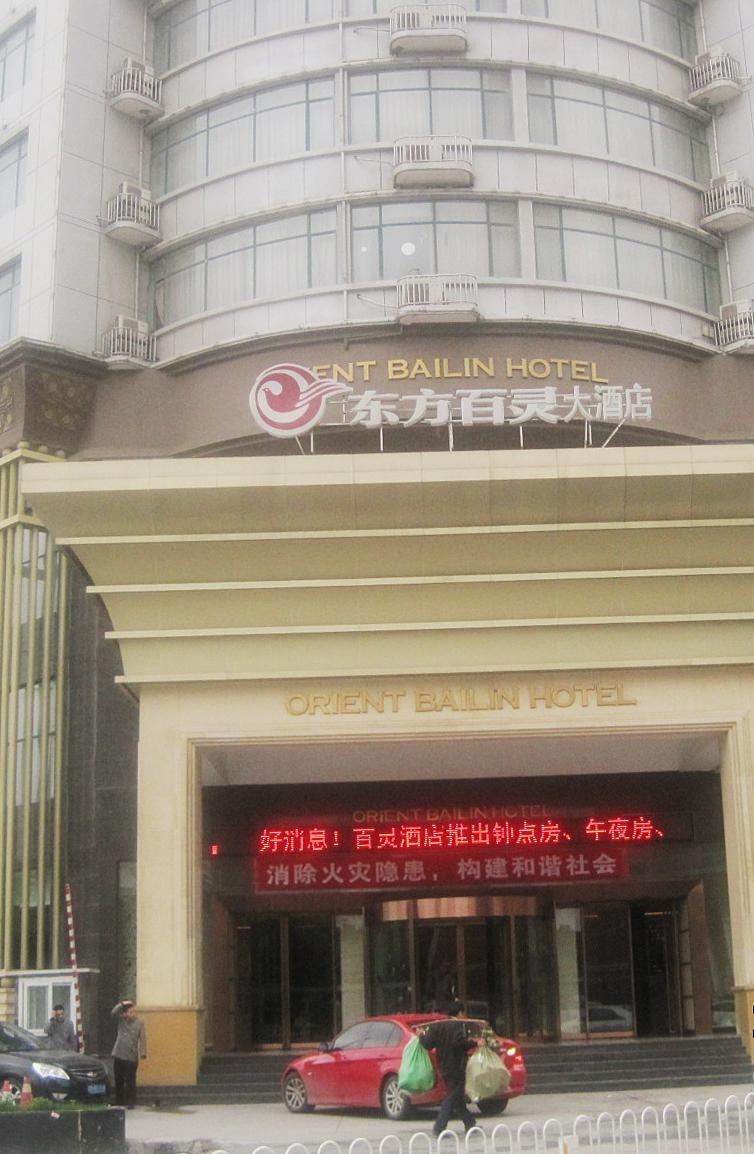 ENT BAILIN HOTEL
东方百灵大酒店
ORIENT BAILIN HOTEL
ORIENT BAILIN HOTEL
好消息！百灵酒店推出钟点房、午夜房、
消除火灾隐患，构建和谐社会